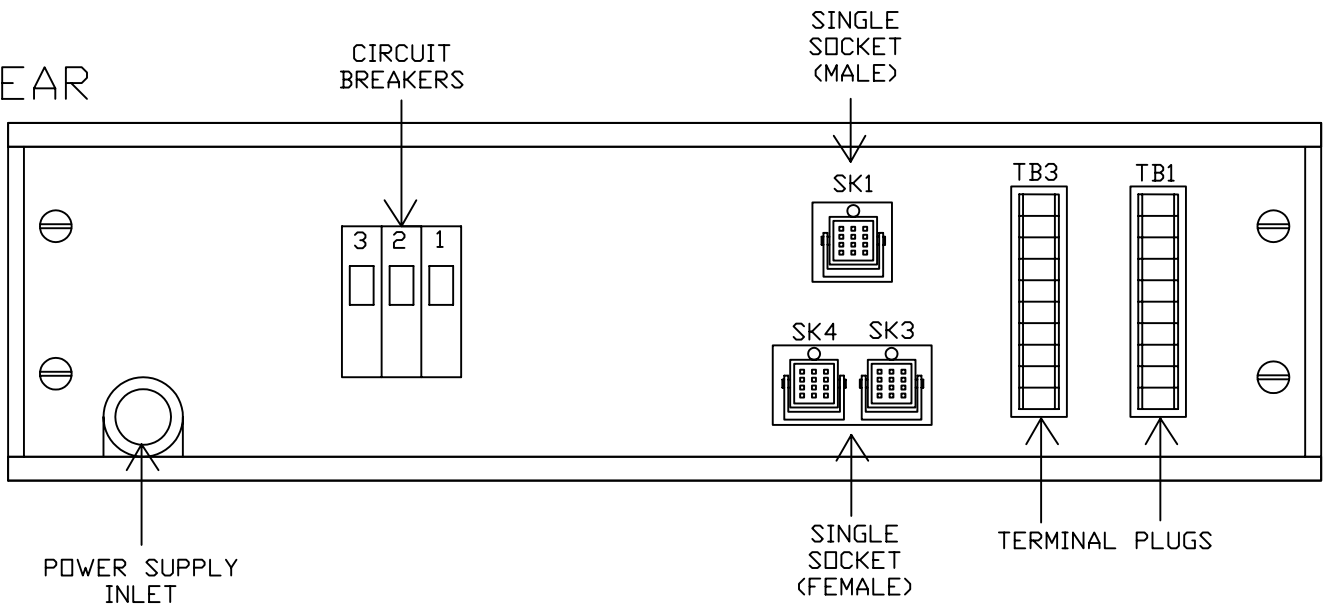 EAR
CIRCUIT
BREAKERS
SINGLE
SOCKET
(MALE)
SK1
TB3
TB1
3 2 1
SK4
SK3
POWER SUPPLY
INLET
SINGLE
SOCKET
(FEMALE)
TERMINAL PLUGS